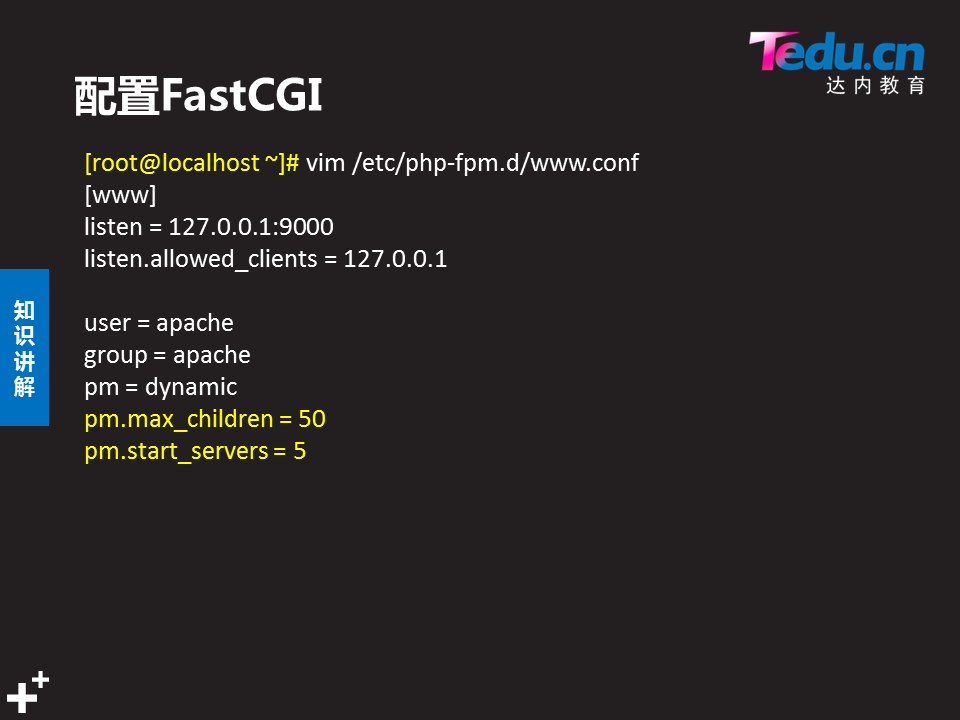 Tedu.cn
达内教育
配置FastCGI
[root@localhost ~]# vim /etc/php-fpm.d/www.conf
[www]
listen = 127.0.0.1:9000
listen.allowed_clients = 127.0.0.1
user = apache
group = apache
pm = dynamic
pm.max_children = 50
pm.start_servers = 5
知
识
讲
解